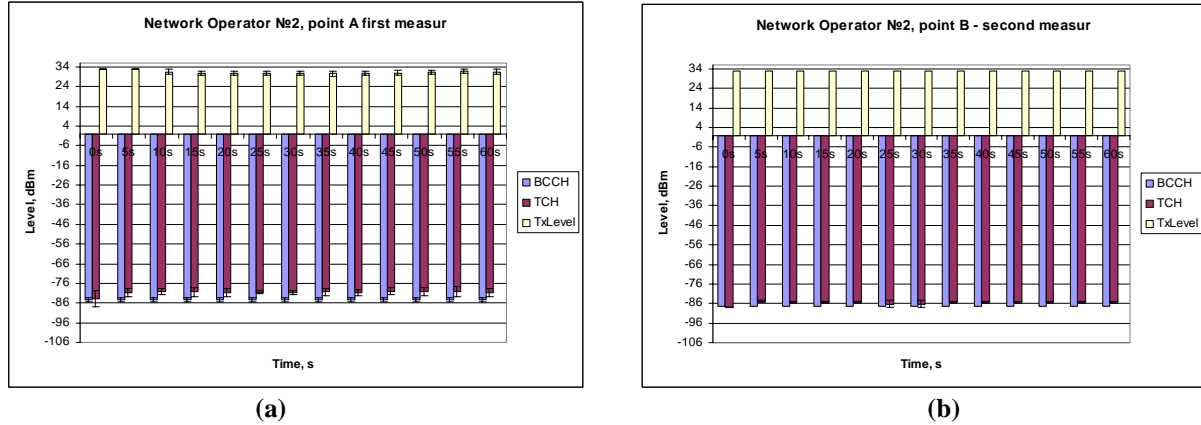 Network Operator №2, point A first measur
34
24
14
4
-6
-16
-26
-36
-46
-56
-66
-76
-86
-96
-106
Level, dBm
0s 5s 10s 15s 20s 25s 30s 35s 40s 45s 50s 55s 60s
Time, s
BCCH
TCH
TxLevel
(a)
Network Operator №2, point B - second measur
34
24
14
4
-6
-16
-26
-36
-46
-56
-66
-76
-86
-96
-106
Level, dBm
0s 5s 10s 15s 20s 25s 30s 35s 40s 45s 50s 55s 60s
Time, s
BCCH
TCH
TxLevel
(b)